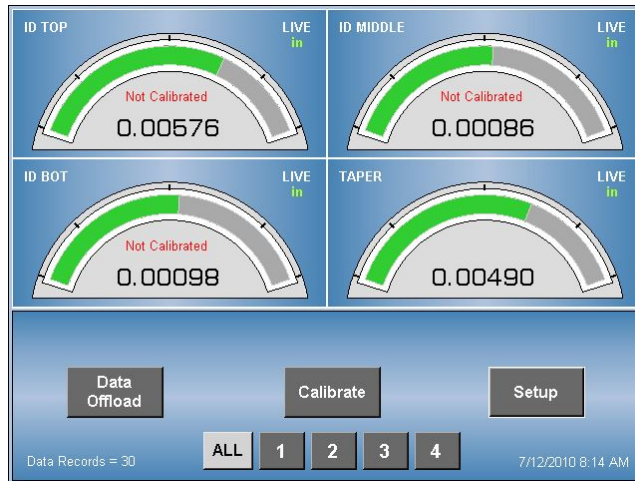 ID TOP
LIVE
in
Not Calibrated
0.00576
ID MIDDLE
LIVE
in
Not Calibrated
0.00086
ID BOT
LIVE
in
Not Calibrated
0.00098
TAPER
LIVE
in
0.00490
Data
Offload
Calibrate
Setup
ALL
1
2
3
4
Data Records = 30
7/12/2010 8:14 AM